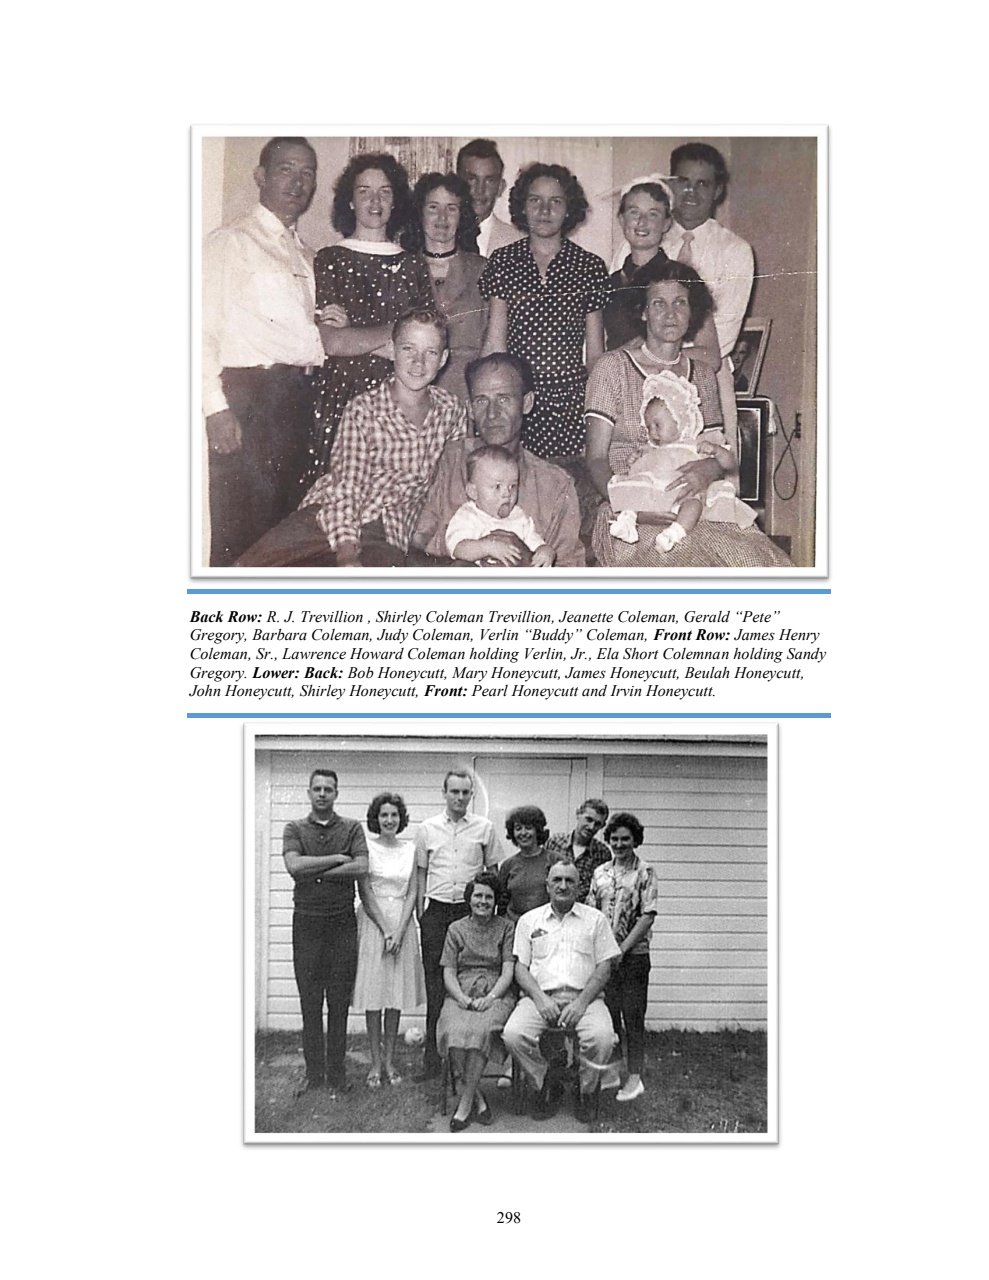 Back Row: R. J. Trevillion , Shirley Coleman Trevillion, Jeanette Coleman, Gerald “Pete”
Gregory, Barbara Coleman, Judy Coleman, Verlin “Buddy” Coleman, Front Row: James Henry
Coleman, Sr., Lawrence Howard Coleman holding Verlin, Jr., Ela Short Colemnan holding Sandy
Gregory. Lower: Back: Bob Honeycutt, Mary Honeycutt, James Honeycutt, Beulah Honeycutt,
John Honeycutt, Shirley Honeycutt, Front: Pearl Honeycutt and Irvin Honeycutt.
298